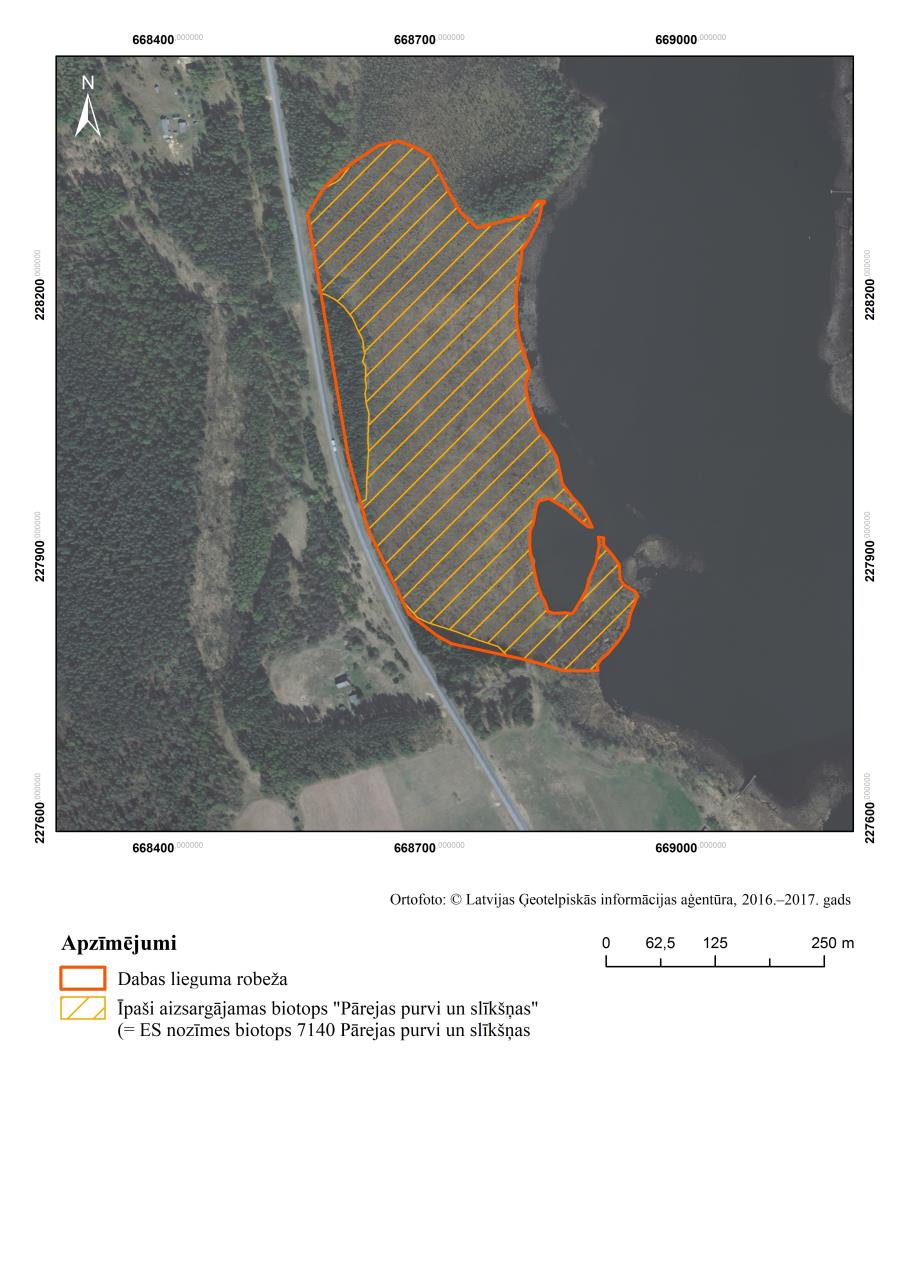 668400.000000 668700.000000 669000.000000
N
228200.000000 228200.000000
227900.000000 227900.000000
227600.000000 227600.000000
668400.000000 668700.000000 669000.000000
Ortofoto: © Latvijas Ģeotelpiskās informācijas aģentūra, 2016.–2017. gads
Apzīmējumi
0 62,5 125 250 m
Dabas lieguma robeža
Īpaši aizsargājamas biotops "Pārejas purvi un slīkšņas"
(= ES nozīmes biotops 7140 Pārejas purvi un slīkšņas